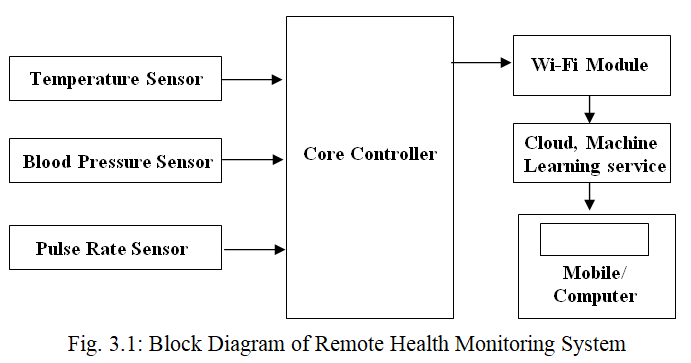 Temperature Sensor
Blood Pressure Sensor
Pulse Rate Sensor
Core Controller
Wi-Fi Module
Cloud, Machine
Learning service
Mobile/
Computer
Fig. 3.1: Block Diagram of Remote Health Monitoring System